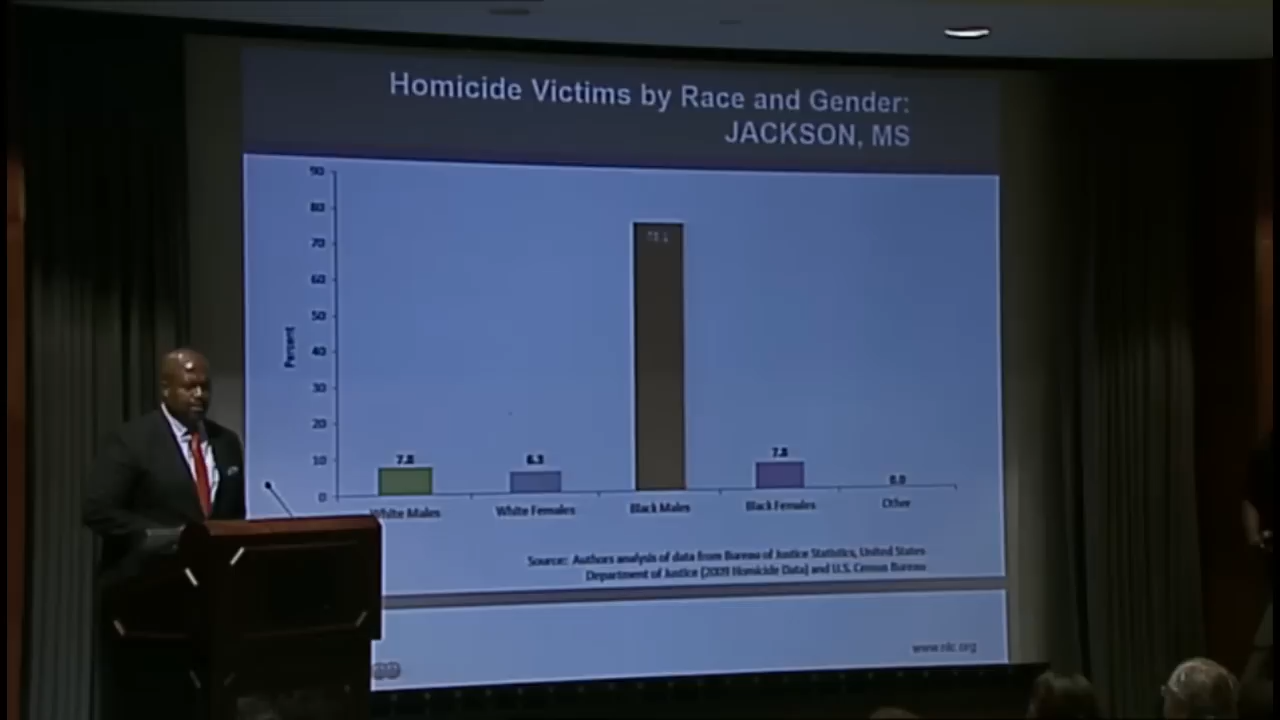 Homicide Victims by Race and Gender:
JACKSON, MS
90
80
70
60
50
40
30
20
10
0
Percent
7.8
6.3
7.8
0.0
White Males
White Females
Black Males
Black Females
Other
Source: Authors analysis of data from Bureau of Justice Statistics, United States
Department of Justice (2009 Homicide Data) and U.S. Census Bureau
www.nlc.org